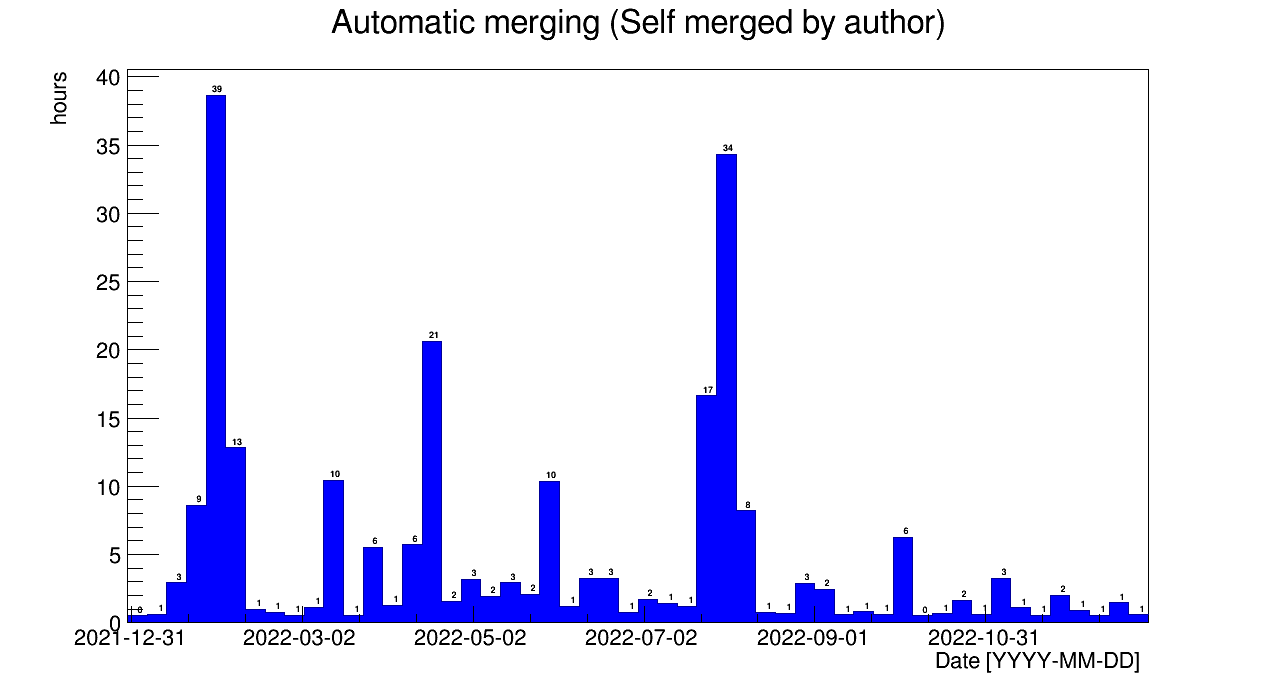 Automatic merging (Self merged by author)
hours
40
35
30
25
20
15
10
5
0
0 1 3 9 39 13 1 1 1 1 10 1 6 1 6 21 2 3 2 3 2 10 1 3 3 1 2 1 1 17 34 8 1 1 3 2 1 1 1 6 0 1 2 1 3 1 1 2 1 1 1 1
2021-12-31 2022-03-02 2022-05-02 2022-07-02 2022-09-01 2022-10-31
Date [YYYY-MM-DD]